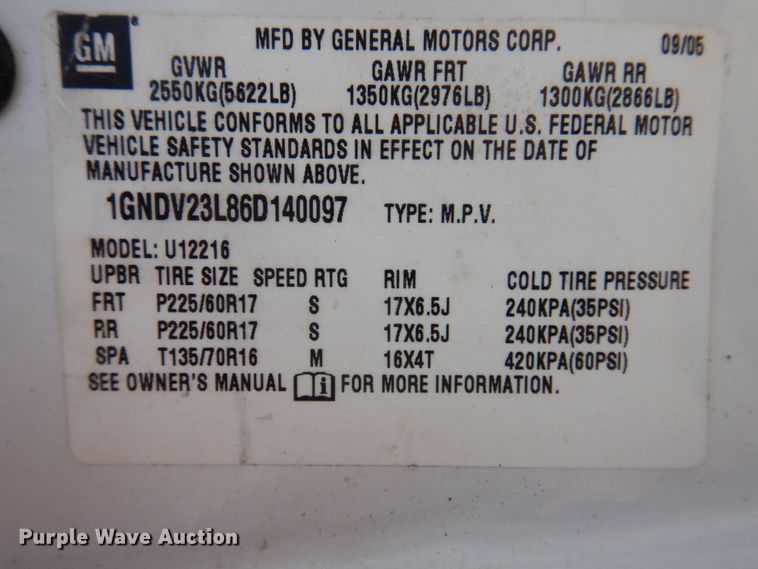 GM MFD BY GENERAL MOTORS CORP. 09/05
GVWR GAWR FRT GAWR RR
2550KG(5622LB) 1350KG(2976LB) 1300KG(2866LB)
THIS VEHICLE CONFORMS TO ALL APPLICABLE U.S. FEDERAL MOTOR
VEHICLE SAFETY STANDARDS IN EFFECT ON THE DATE OF
MANUFACTURE SHOWN ABOVE.
1GNDV23L86D140097 TYPE: M.P.V.
MODEL: U12216
UPBR TIRE SIZE SPEED RTG RIM COLD TIRE PRESSURE
FRT P225/60R17 S 17X6.5J 240KPA(35PSI)
RR P225/60R17 S 17X6.5J 240KPA(35PSI)
SPA T135/70R16 M 16X4T 420KPA(60PSI)
SEE OWNER'S MANUAL i FOR MORE INFORMATION.
Purple Wave Auction